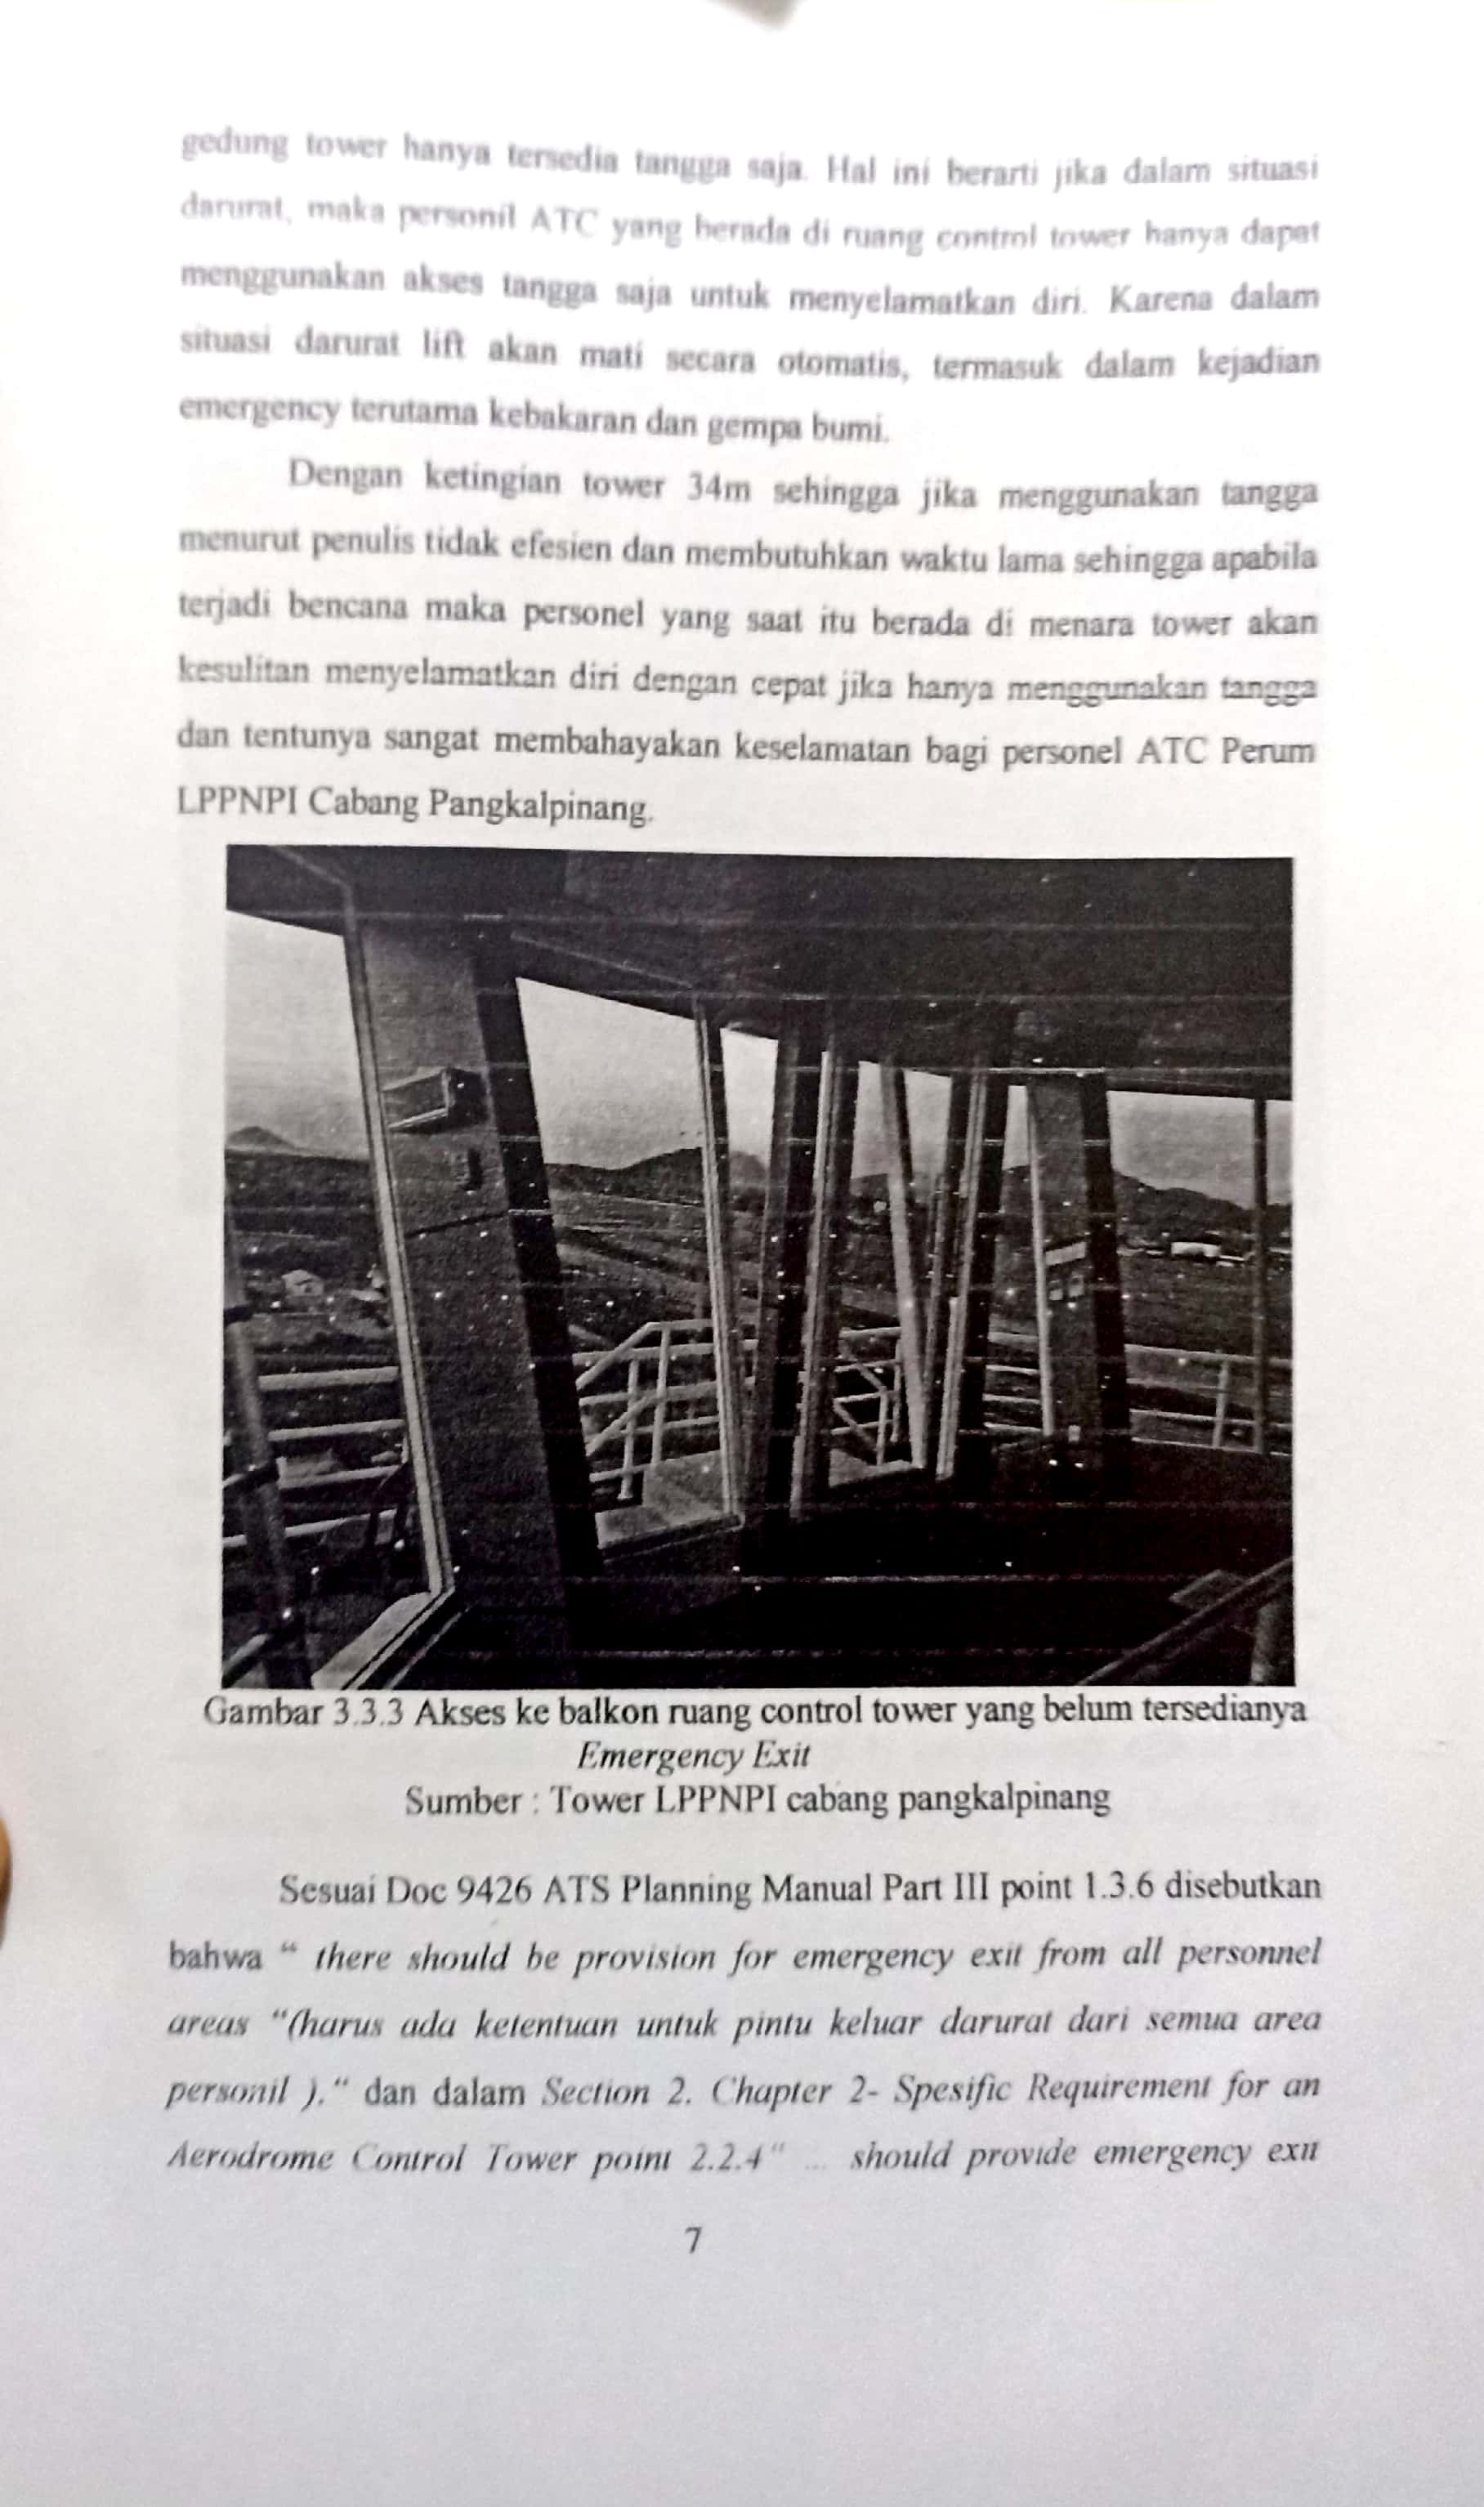 gedung tower hanya tersedia tangga saja. Hal ini berarti jika dalam situasi
darurat, maka personil ATC yang berada di ruang control tower hanya dapat
menggunakan akses tangga saja untuk menyelamatkan diri. Karena dalam
situasi darurat lift akan mati secara otomatis, termasuk dalam kejadian
emergency terutama kebakaran dan gempa bumi.
Dengan ketingian tower 34m sehingga jika menggunakan tangga
menurut penulis tidak efesien dan membutuhkan waktu lama sehingga apabila
terjadi bencana maka personel yang saat itu berada di menara tower akan
kesulitan menyelamatkan diri dengan cepat jika hanya menggunakan tangga
dan tentunya sangat membahayakan keselamatan bagi personel ATC Perum
LPPNPI Cabang Pangkalpinang.
Gambar 3.3.3 Akses ke balkon ruang control tower yang belum tersedianya
Emergency Exit
Sumber : Tower LPPNPI cabang pangkalpinang
Sesuai Doc 9426 ATS Planning Manual Part III point 1.3.6 disebutkan
bahwa “ there should be provision for emergency exit from all personnel
areas “(harus ada ketentuan untuk pintu keluar darurat dari semua area
personil ).“ dan dalam Section 2. Chapter 2- Spesific Requirement for an
Aerodrome Control Tower point 2.2.4“ ... should provide emergency exit
7